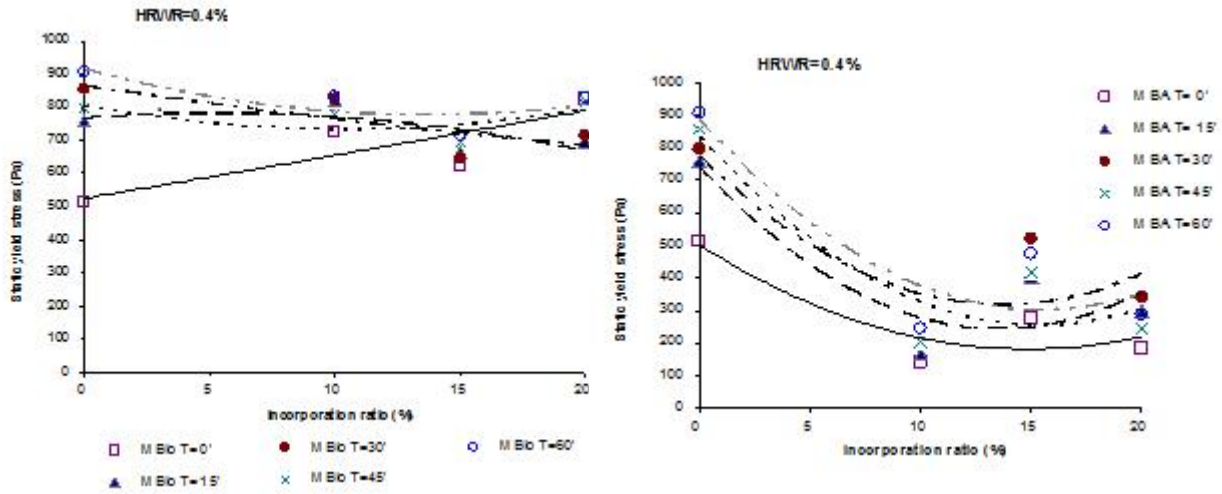 HRWR=0.4%
1000
900
800
700
600
500
400
300
200
100
0
Static yield stress (Pa)
0 5 10 15 20
Incorporation ratio (%)
M Bio T=0'
M Bio T=30'
M Bio T=60'
M Bio T=15'
M Bio T=45'
HRWR=0.4%
1000
900
800
700
600
500
400
300
200
100
0
Static yield stress (Pa)
0 5 10 15 20
Incorporation ratio (%)
M BA T= 0'
M BA T= 15'
M BA T=30'
M BA T=45'
M BA T=60'